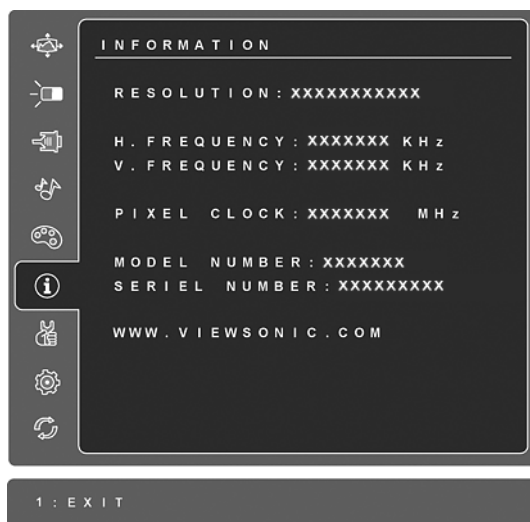 INFORMATION
RESOLUTION: XXXXXXXXXXX
H. FREQUENCY: XXXXXXX KHz
V. FREQUENCY: XXXXXXX KHz
PIXEL CLOCK: XXXXXXX MHz
MODEL NUMBER: XXXXXXX
SERIEL NUMBER: XXXXXXXXX
WWW.VIEWSONIC.COM
1: EXIT